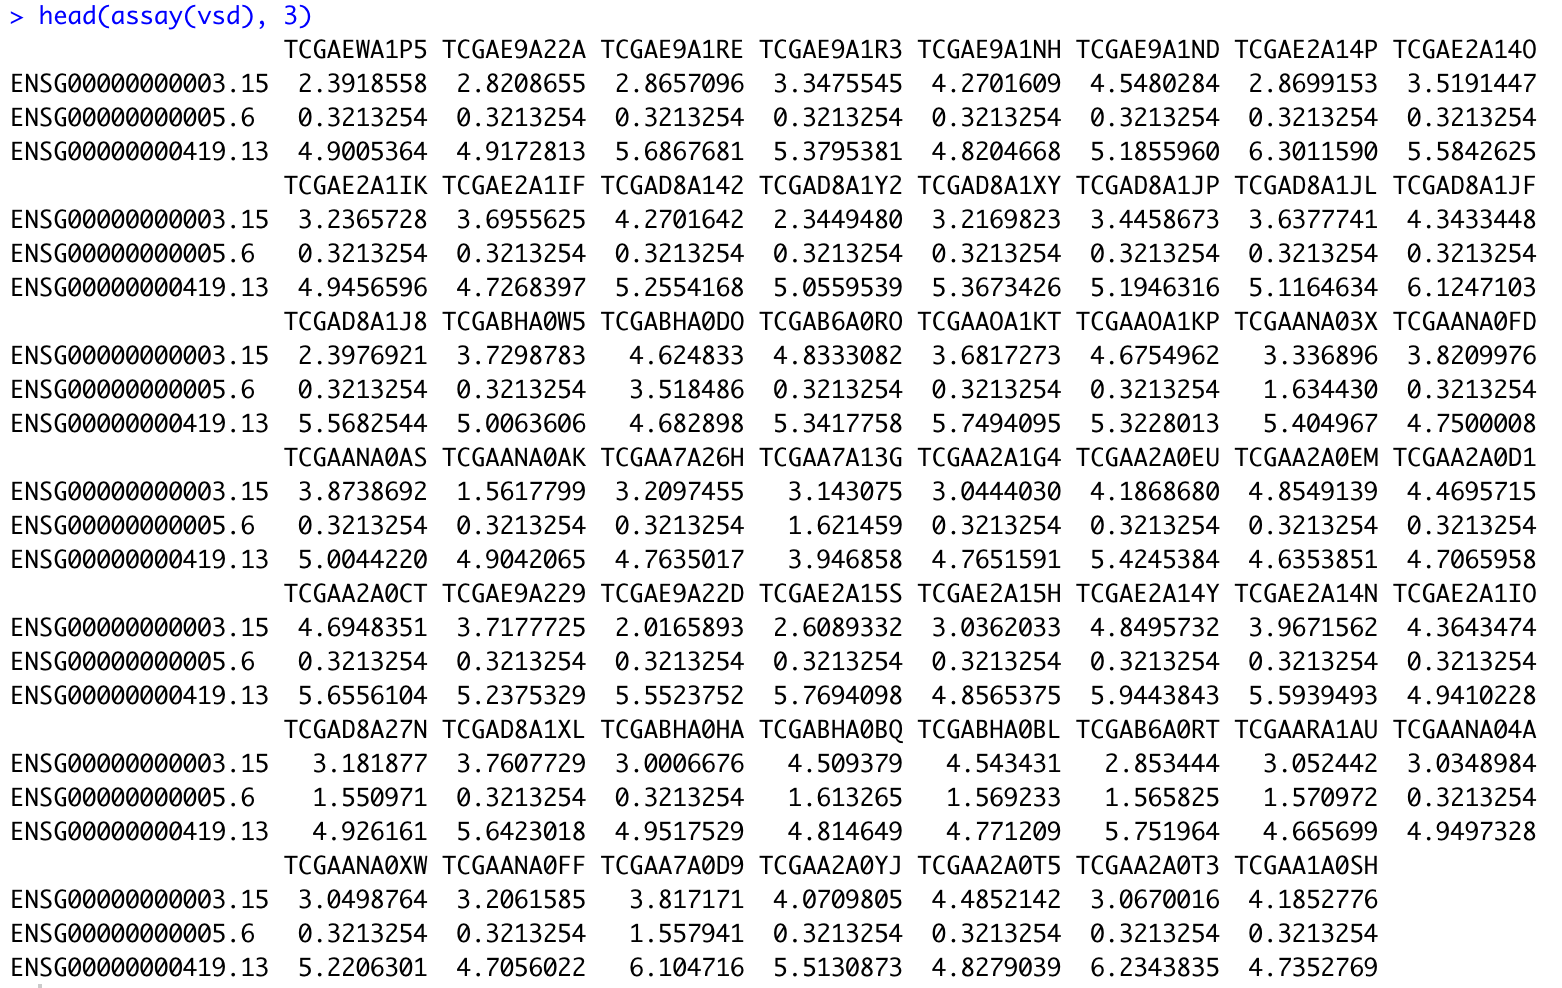 > head(assay(vsd), 3)
TCGAEWA1P5 TCGAE9A22A TCGAE9A1RE TCGAE9A1R3 TCGAE9A1NH TCGAE9A1ND TCGAE2A14P TCGAE2A14O
ENSG00000000003.15 2.3918558 2.8208655 2.8657096 3.3475545 4.2701609 4.5480284 2.8699153 3.5191447
ENSG00000000005.6 0.3213254 0.3213254 0.3213254 0.3213254 0.3213254 0.3213254 0.3213254 0.3213254
ENSG00000000419.13 4.9005364 4.9172813 5.6867681 5.3795381 4.8204668 5.1855960 6.3011590 5.5842625
TCGAE2A1IK TCGAE2A1IF TCGAD8A142 TCGAD8A1Y2 TCGAD8A1XY TCGAD8A1JP TCGAD8A1JL TCGAD8A1JF
ENSG00000000003.15 3.2365728 3.6955625 4.2701642 2.3449480 3.2169823 3.4458673 3.6377741 4.3433448
ENSG00000000005.6 0.3213254 0.3213254 0.3213254 0.3213254 0.3213254 0.3213254 0.3213254 0.3213254
ENSG00000000419.13 4.9456596 4.7268397 5.2554168 5.0559539 5.3673426 5.1946316 5.1164634 6.1247103
TCGAD8A1J8 TCGABHA0W5 TCGABHA0DO TCGAB6A0RO TCGAAOA1KT TCGAAOA1KP TCGAANA03X TCGAANA0FD
ENSG00000000003.15 2.3976921 3.7298783 4.624833 4.8333082 3.6817273 4.6754962 3.336896 3.8209976
ENSG00000000005.6 0.3213254 0.3213254 3.518486 0.3213254 0.3213254 0.3213254 1.634430 0.3213254
ENSG00000000419.13 5.5682544 5.0063606 4.682898 5.3417758 5.7494095 5.3228013 5.404967 4.7500008
TCGAANA0AS TCGAANA0AK TCGAA7A26H TCGAA7A13G TCGAA2A1G4 TCGAA2A0EU TCGAA2A0EM TCGAA2A0D1
ENSG00000000003.15 3.8738692 1.5617799 3.2097455 3.143075 3.0444030 4.1868680 4.8549139 4.4695715
ENSG00000000005.6 0.3213254 0.3213254 0.3213254 1.621459 0.3213254 0.3213254 0.3213254 0.3213254
ENSG00000000419.13 5.0044220 4.9042065 4.7635017 3.946858 4.7651591 5.4245384 4.6353851 4.7065958
TCGAA2A0CT TCGAE9A229 TCGAE9A22D TCGAE2A15S TCGAE2A15H TCGAE2A14Y TCGAE2A14N TCGAE2A1IO
ENSG00000000003.15 4.6948351 3.7177725 2.0165893 2.6089332 3.0362033 4.8495732 3.9671562 4.3643474
ENSG00000000005.6 0.3213254 0.3213254 0.3213254 0.3213254 0.3213254 0.3213254 0.3213254 0.3213254
ENSG00000000419.13 5.6556104 5.2375329 5.5523752 5.7694098 4.8565375 5.9443843 5.5939493 4.9410228
TCGAD8A27N TCGAD8A1XL TCGABHA0HA TCGABHA0BQ TCGABHA0BL TCGAB6A0RT TCGAARA1AU TCGAANA04A
ENSG00000000003.15 3.181877 3.7607729 3.0006676 4.509379 4.543431 2.853444 3.052442 3.0348984
ENSG00000000005.6 1.550971 0.3213254 0.3213254 1.613265 1.569233 1.565825 1.570972 0.3213254
ENSG00000000419.13 4.926161 5.6423018 4.9517529 4.814649 4.771209 5.751964 4.665699 4.9497328
TCGAANA0XW TCGAANA0FF TCGAA7A0D9 TCGAA2A0YJ TCGAA2A0T5 TCGAA2A0T3 TCGAA1A0SH
ENSG00000000003.15 3.0498764 3.2061585 3.817171 4.0709805 4.4852142 3.0670016 4.1852776
ENSG00000000005.6 0.3213254 0.3213254 1.557941 0.3213254 0.3213254 0.3213254 0.3213254
ENSG00000000419.13 5.2206301 4.7056022 6.104716 5.5130873 4.8279039 6.2343835 4.7352769